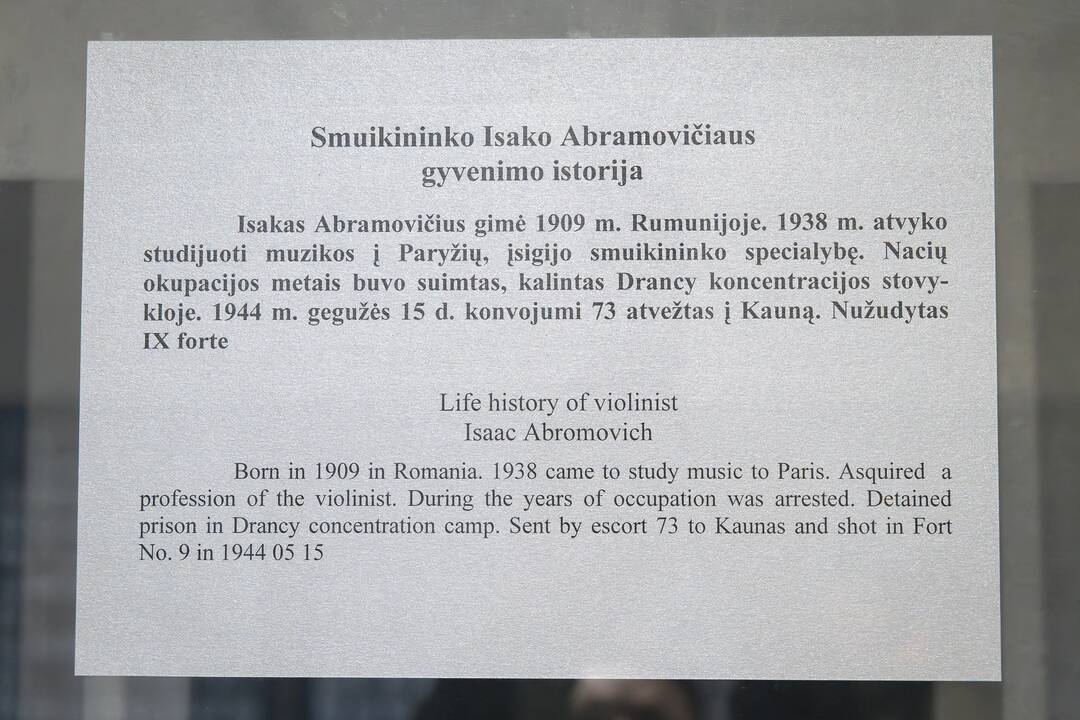 Smuikininko Isako Abramovičiaus
gyvenimo istorija
Isakas Abramovičius gimė 1909 m. Rumunijoje. 1938 m. atvyko
studijuoti muzikos į Paryžių, įsigijo smuikininko specialybę. Nacių
okupacijos metais buvo suimtas, kalintas Drancy koncentracijos stovy-
kloje. 1944 m. gegužės 15 d. konvojumi 73 atvežtas į Kauną. Nužudytas
IX forte
Life history of violinist
Isaac Abromovich
Born in 1909 in Romania. 1938 came to study music to Paris. Asquired a
profession of the violinist. During the years of occupation was arrested. Detained
prison in Drancy concentration camp. Sent by escort 73 to Kaunas and shot in Fort
No. 9 in 1944 05 15